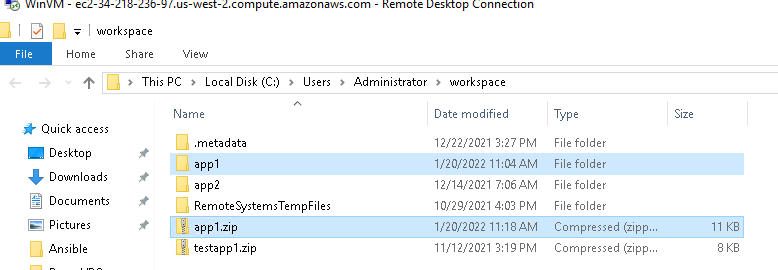 WinVM - ec2-34-218-236-97.us-west-2.compute.amazonaws.com - Remote Desktop Connection
workspace
File Home Share View
This PC Local Disk (C:) Users Administrator workspace
Name Date modified Type Size
Quick access
.metadata 12/22/2021 3:27 PM File folder
Desktop
app1 1/20/2022 11:04 AM File folder
Downloads
app2 12/14/2021 7:06 AM File folder
Documents
RemoteSystemsTempFiles 10/29/2021 4:03 PM File folder
Pictures
app1.zip 1/20/2022 11:18 AM Compressed (zipp... 11 KB
Ansible
testapp1.zip 11/12/2021 3:19 PM Compressed (zipp... 8 KB